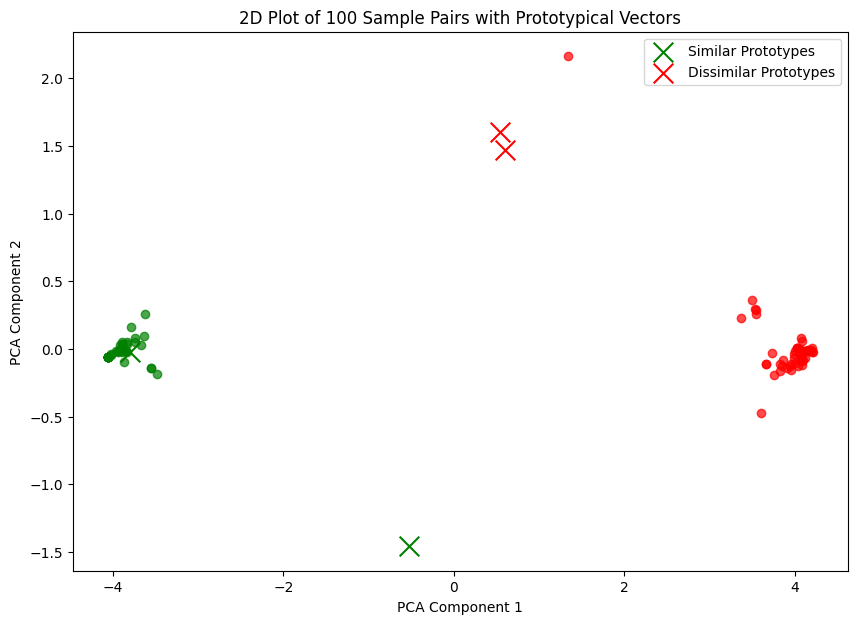 2D Plot of 100 Sample Pairs with Prototypical Vectors
Similar Prototypes
Dissimilar Prototypes
PCA Component 2
2.0
1.5
1.0
0.5
0.0
−0.5
−1.0
−1.5
−4
−2
0
2
4
PCA Component 1